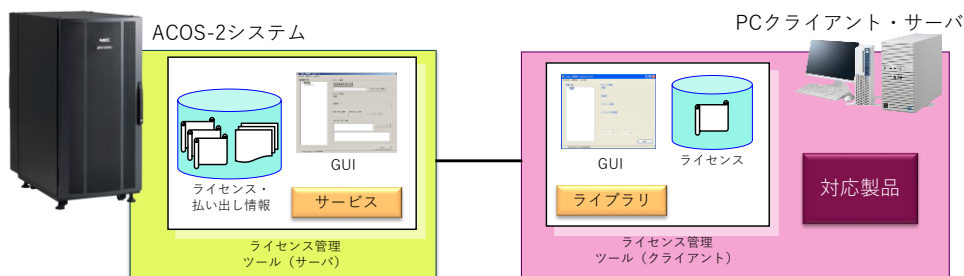 ACOS-2システム
PCクライアント・サーバ
NEC
GUI
ライセンス・
払い出し情報
サービス
ライセンス管理
ツール（サーバ）
GUI
ライセンス
ライブラリ
対応製品
ライセンス管理
ツール（クライアント）